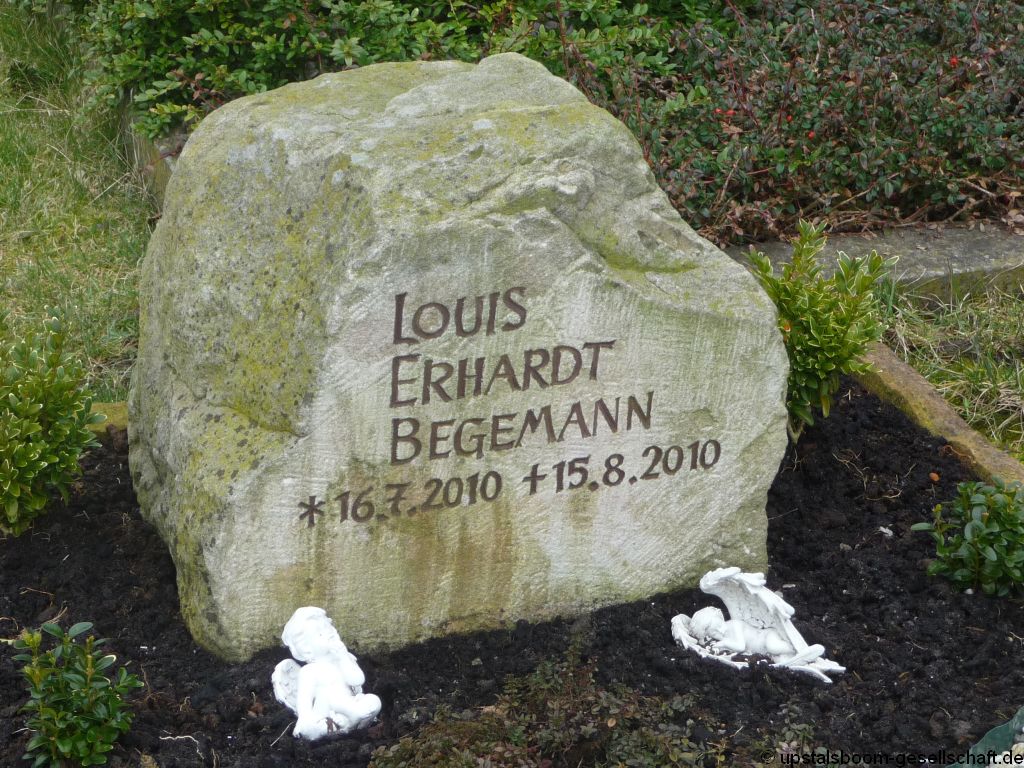 LOUIS
ERHARDT
BEGEMANN
*16.7.2010 +15.8.2010
© upstalsboom-gesellschaft.de